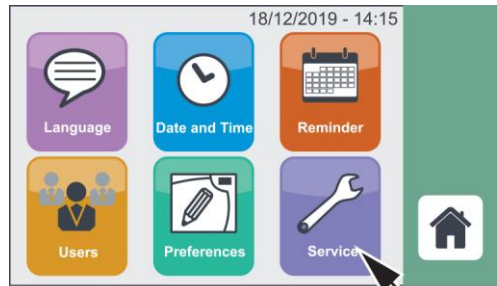 18/12/2019 - 14:15
Language
Date and Time
Reminder
Users
Preferences
Service